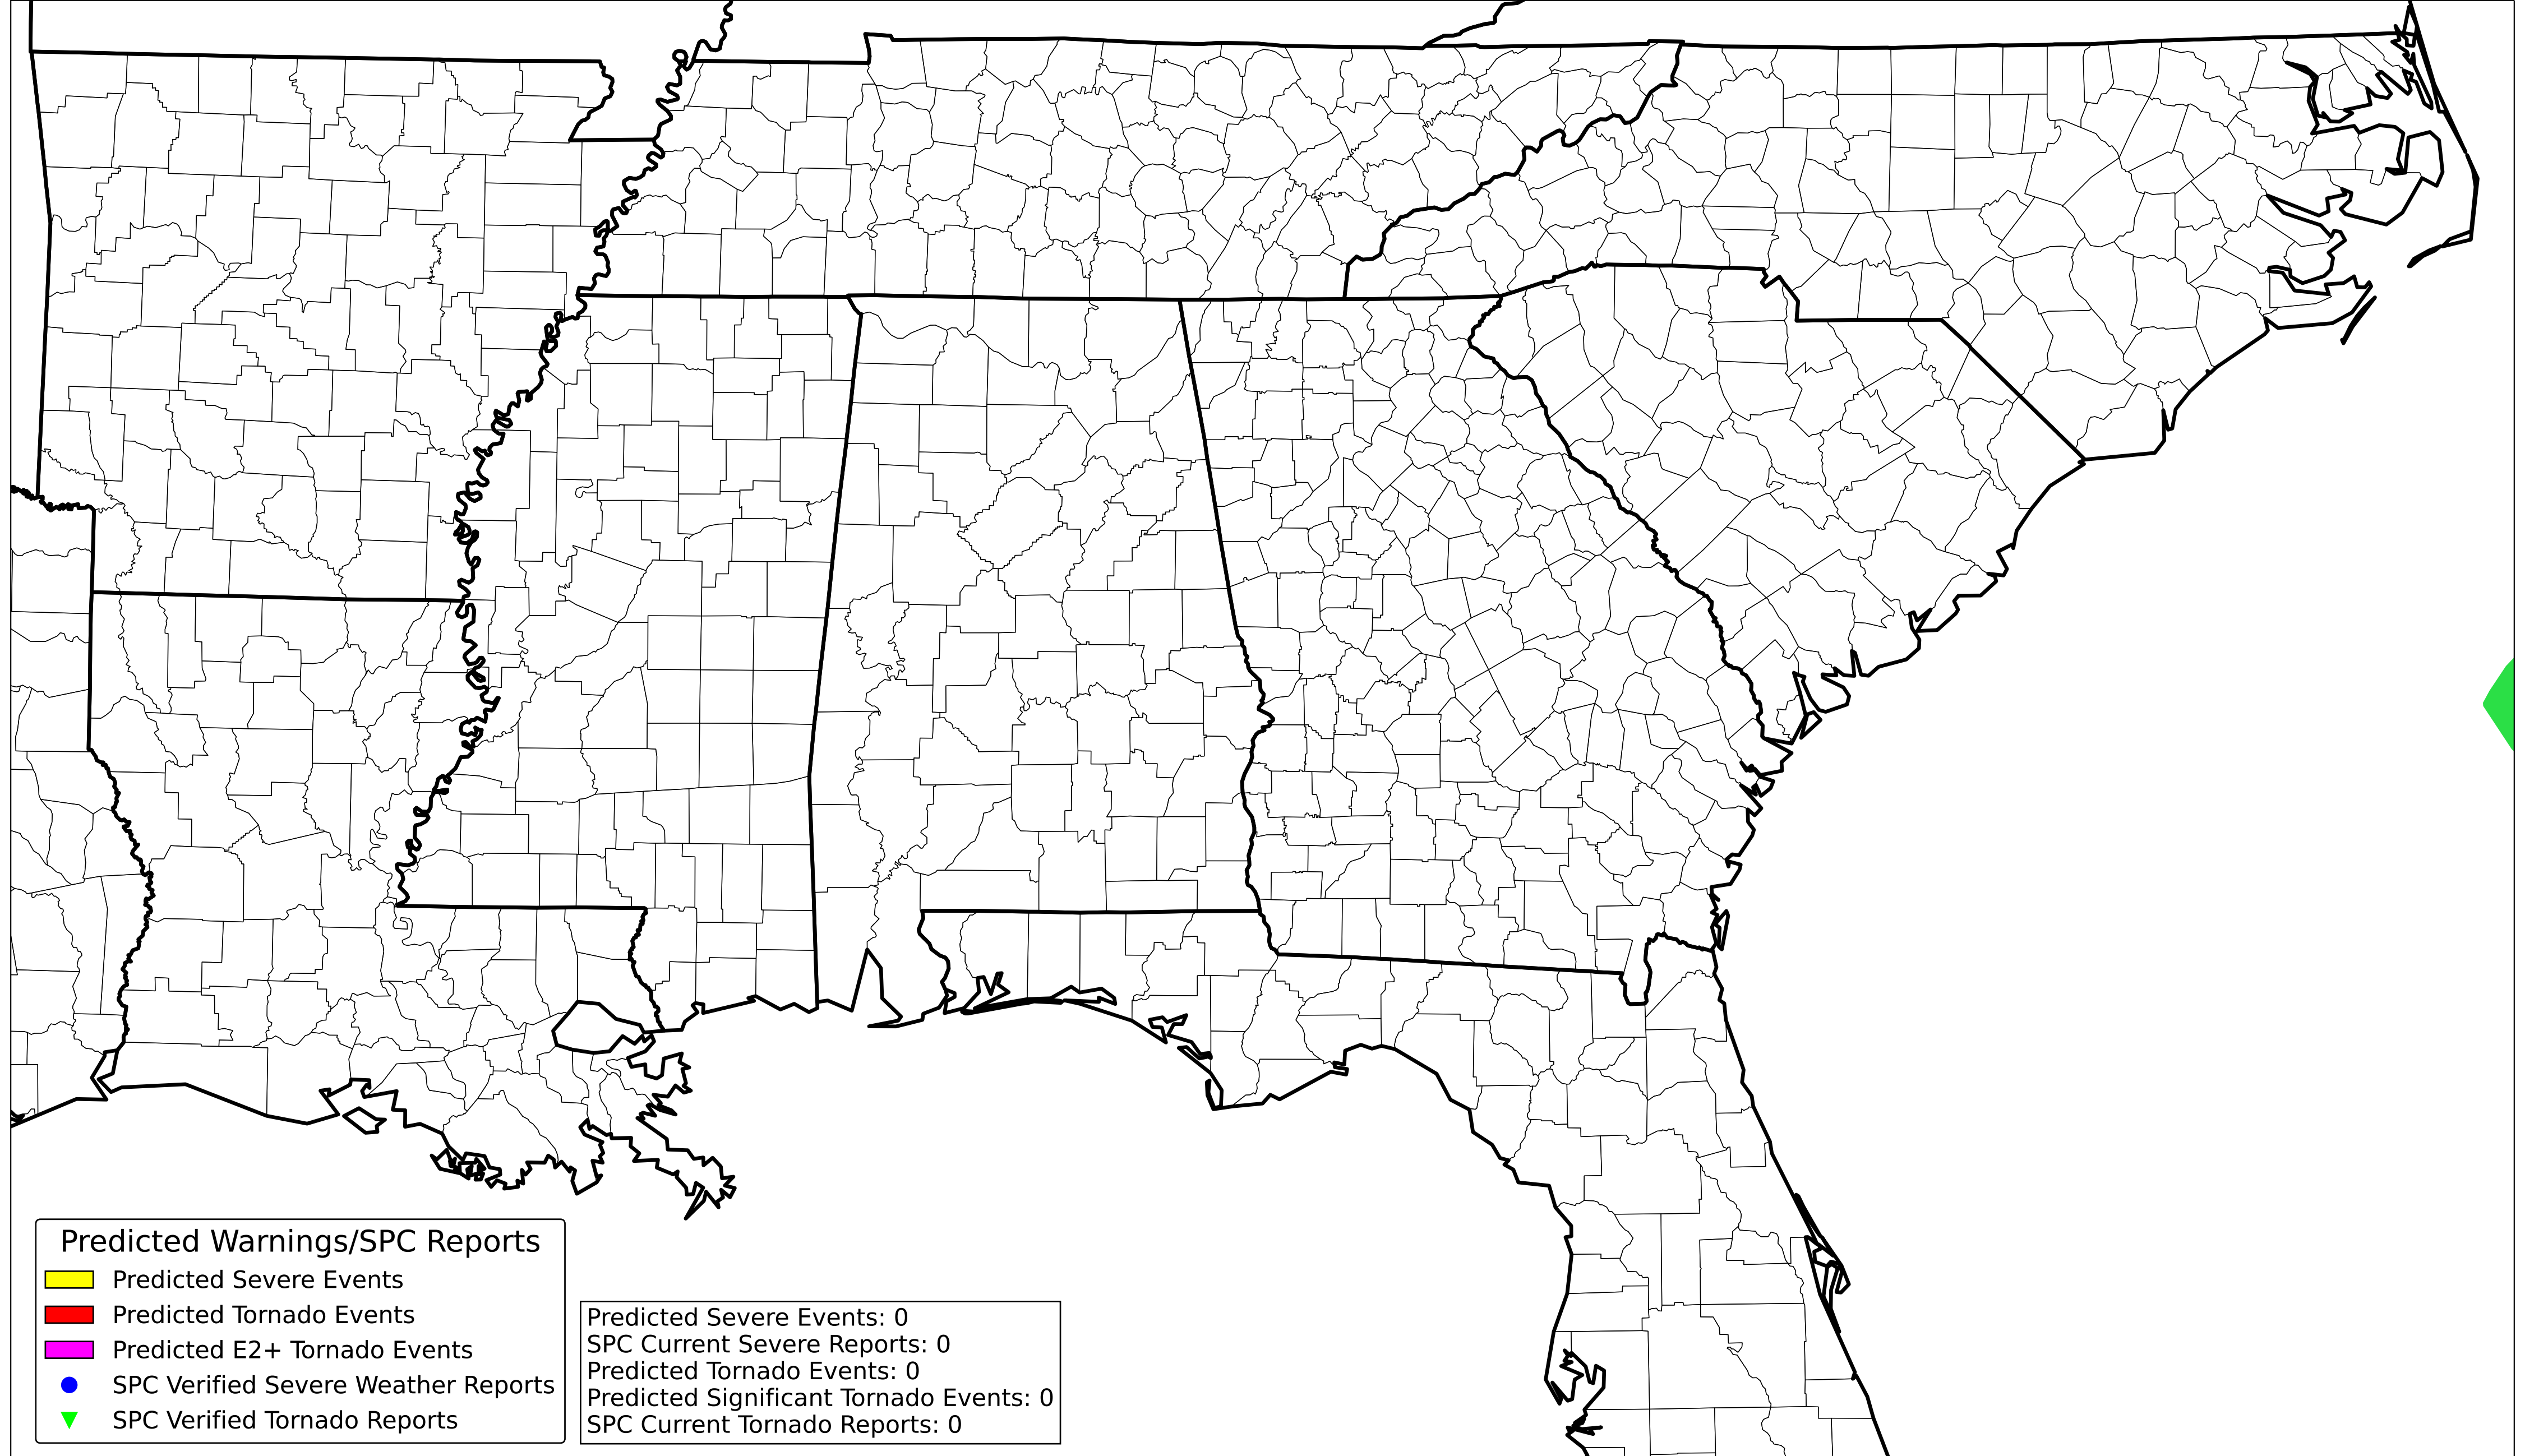 Predicted Warnings/SPC Reports
Predicted Severe Events
Predicted Tornado Events
Predicted E2+ Tornado Events
SPC Verified Severe Weather Reports
SPC Verified Tornado Reports
Predicted Severe Events: 0
SPC Current Severe Reports: 0
Predicted Tornado Events: 0
Predicted Significant Tornado Events: 0
SPC Current Tornado Reports: 0